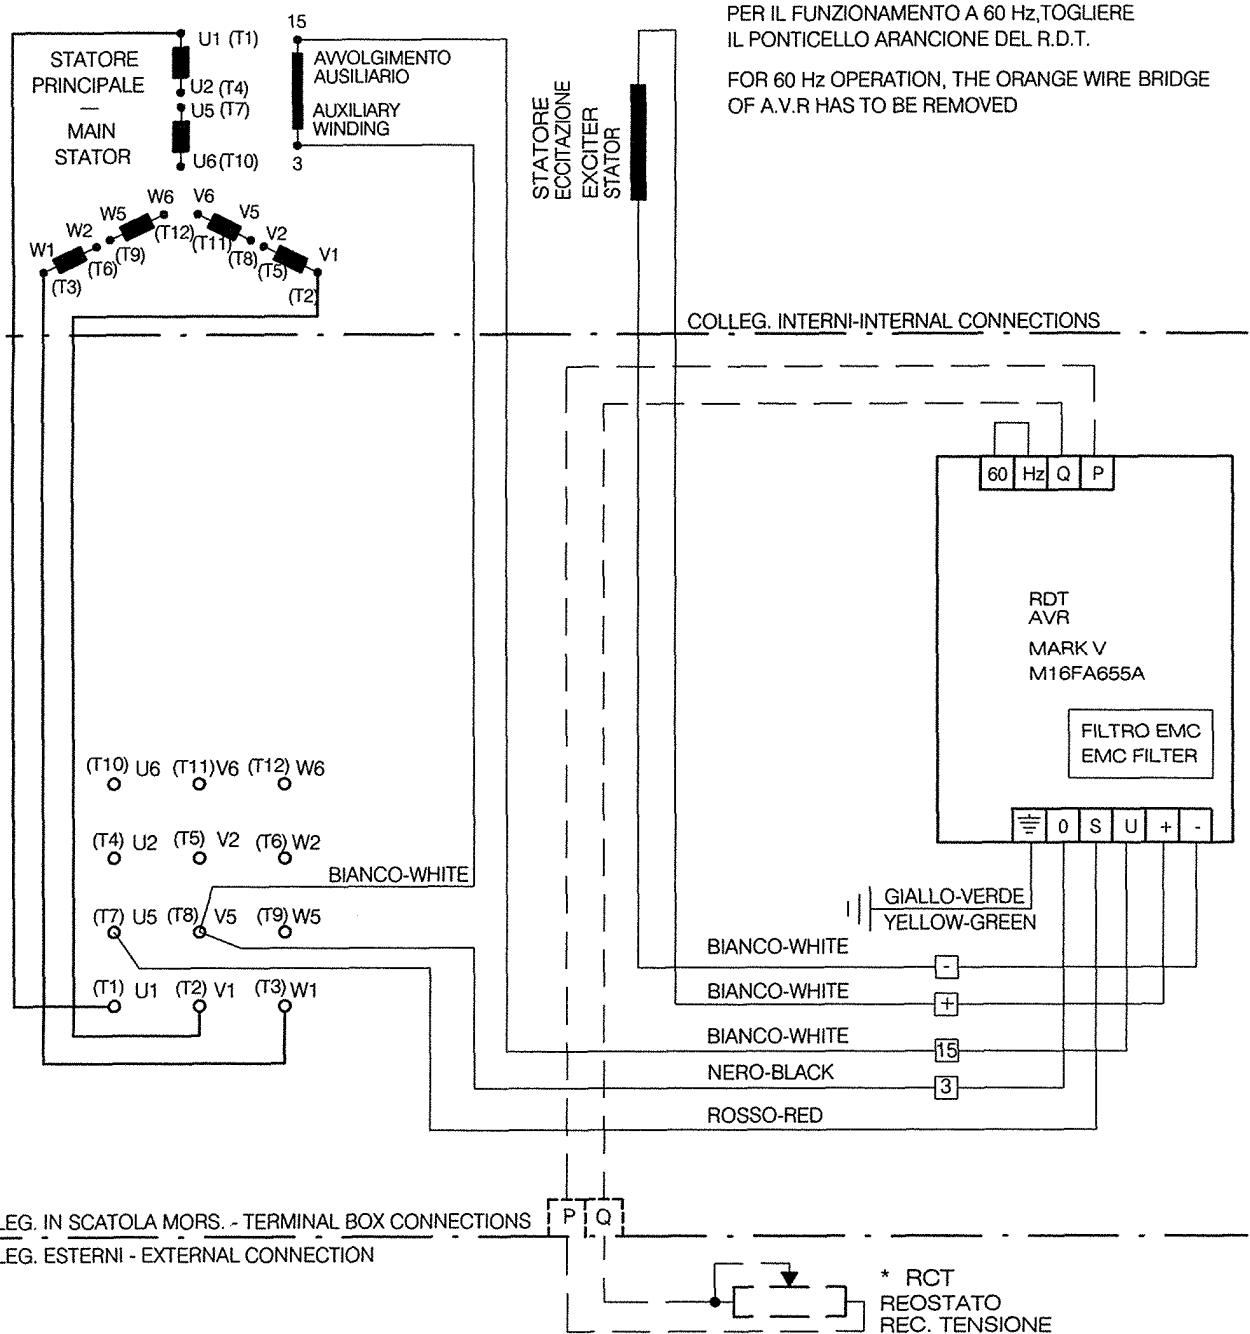 PER IL FUNZIONAMENTO A 60 Hz,TOGLIERE
IL PONTICELLO ARANCIONE DEL R.D.T.
FOR 60 Hz OPERATION, THE ORANGE WIRE BRIDGE
OF A.V.R HAS TO BE REMOVED
STATORE
PRINCIPALE
—
MAIN
STATOR
U1 (T1)
U2 (T4)
U5 (T7)
U6 (T10)
15
AVVOLGIMENTO
AUSILIARIO
AUXILIARY
WINDING
3
STATORE
ECCITAZIONE
EXCITER
STATOR
W6
W5
W2
W1
(T12)
(T9)
(T6)
(T3)
V6
V5
V2
V1
(T11)
(T8)
(T5)
(T2)
COLLEG. INTERNI-INTERNAL CONNECTIONS
60 Hz Q P
RDT
AVR
MARK V
M16FA655A
FILTRO EMC
EMC FILTER
0 S U + -
(T10) U6 (T11) V6 (T12) W6
(T4) U2 (T5) V2 (T6) W2
BIANCO-WHITE
(T7) U5 (T8) V5 (T9) W5
(T1) U1 (T2) V1 (T3) W1
GIALLO-VERDE
YELLOW-GREEN
BIANCO-WHITE -
BIANCO-WHITE +
BIANCO-WHITE 15
NERO-BLACK 3
ROSSO-RED
LEG. IN SCATOLA MORS. - TERMINAL BOX CONNECTIONS
P Q
LEG. ESTERNI - EXTERNAL CONNECTION
* RCT
REOSTATO
REC. TENSIONE